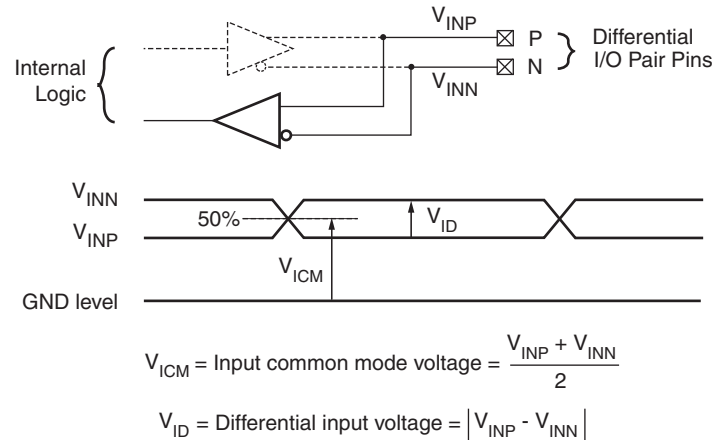 V_INP
P
N
Differential
I/O Pair Pins
Internal
Logic
V_INN
V_INN
50%
V_ID
V_INP
V_ICM
GND level
V_ICM = Input common mode voltage = (V_INP + V_INN) / 2
V_ID = Differential input voltage = |V_INP - V_INN|